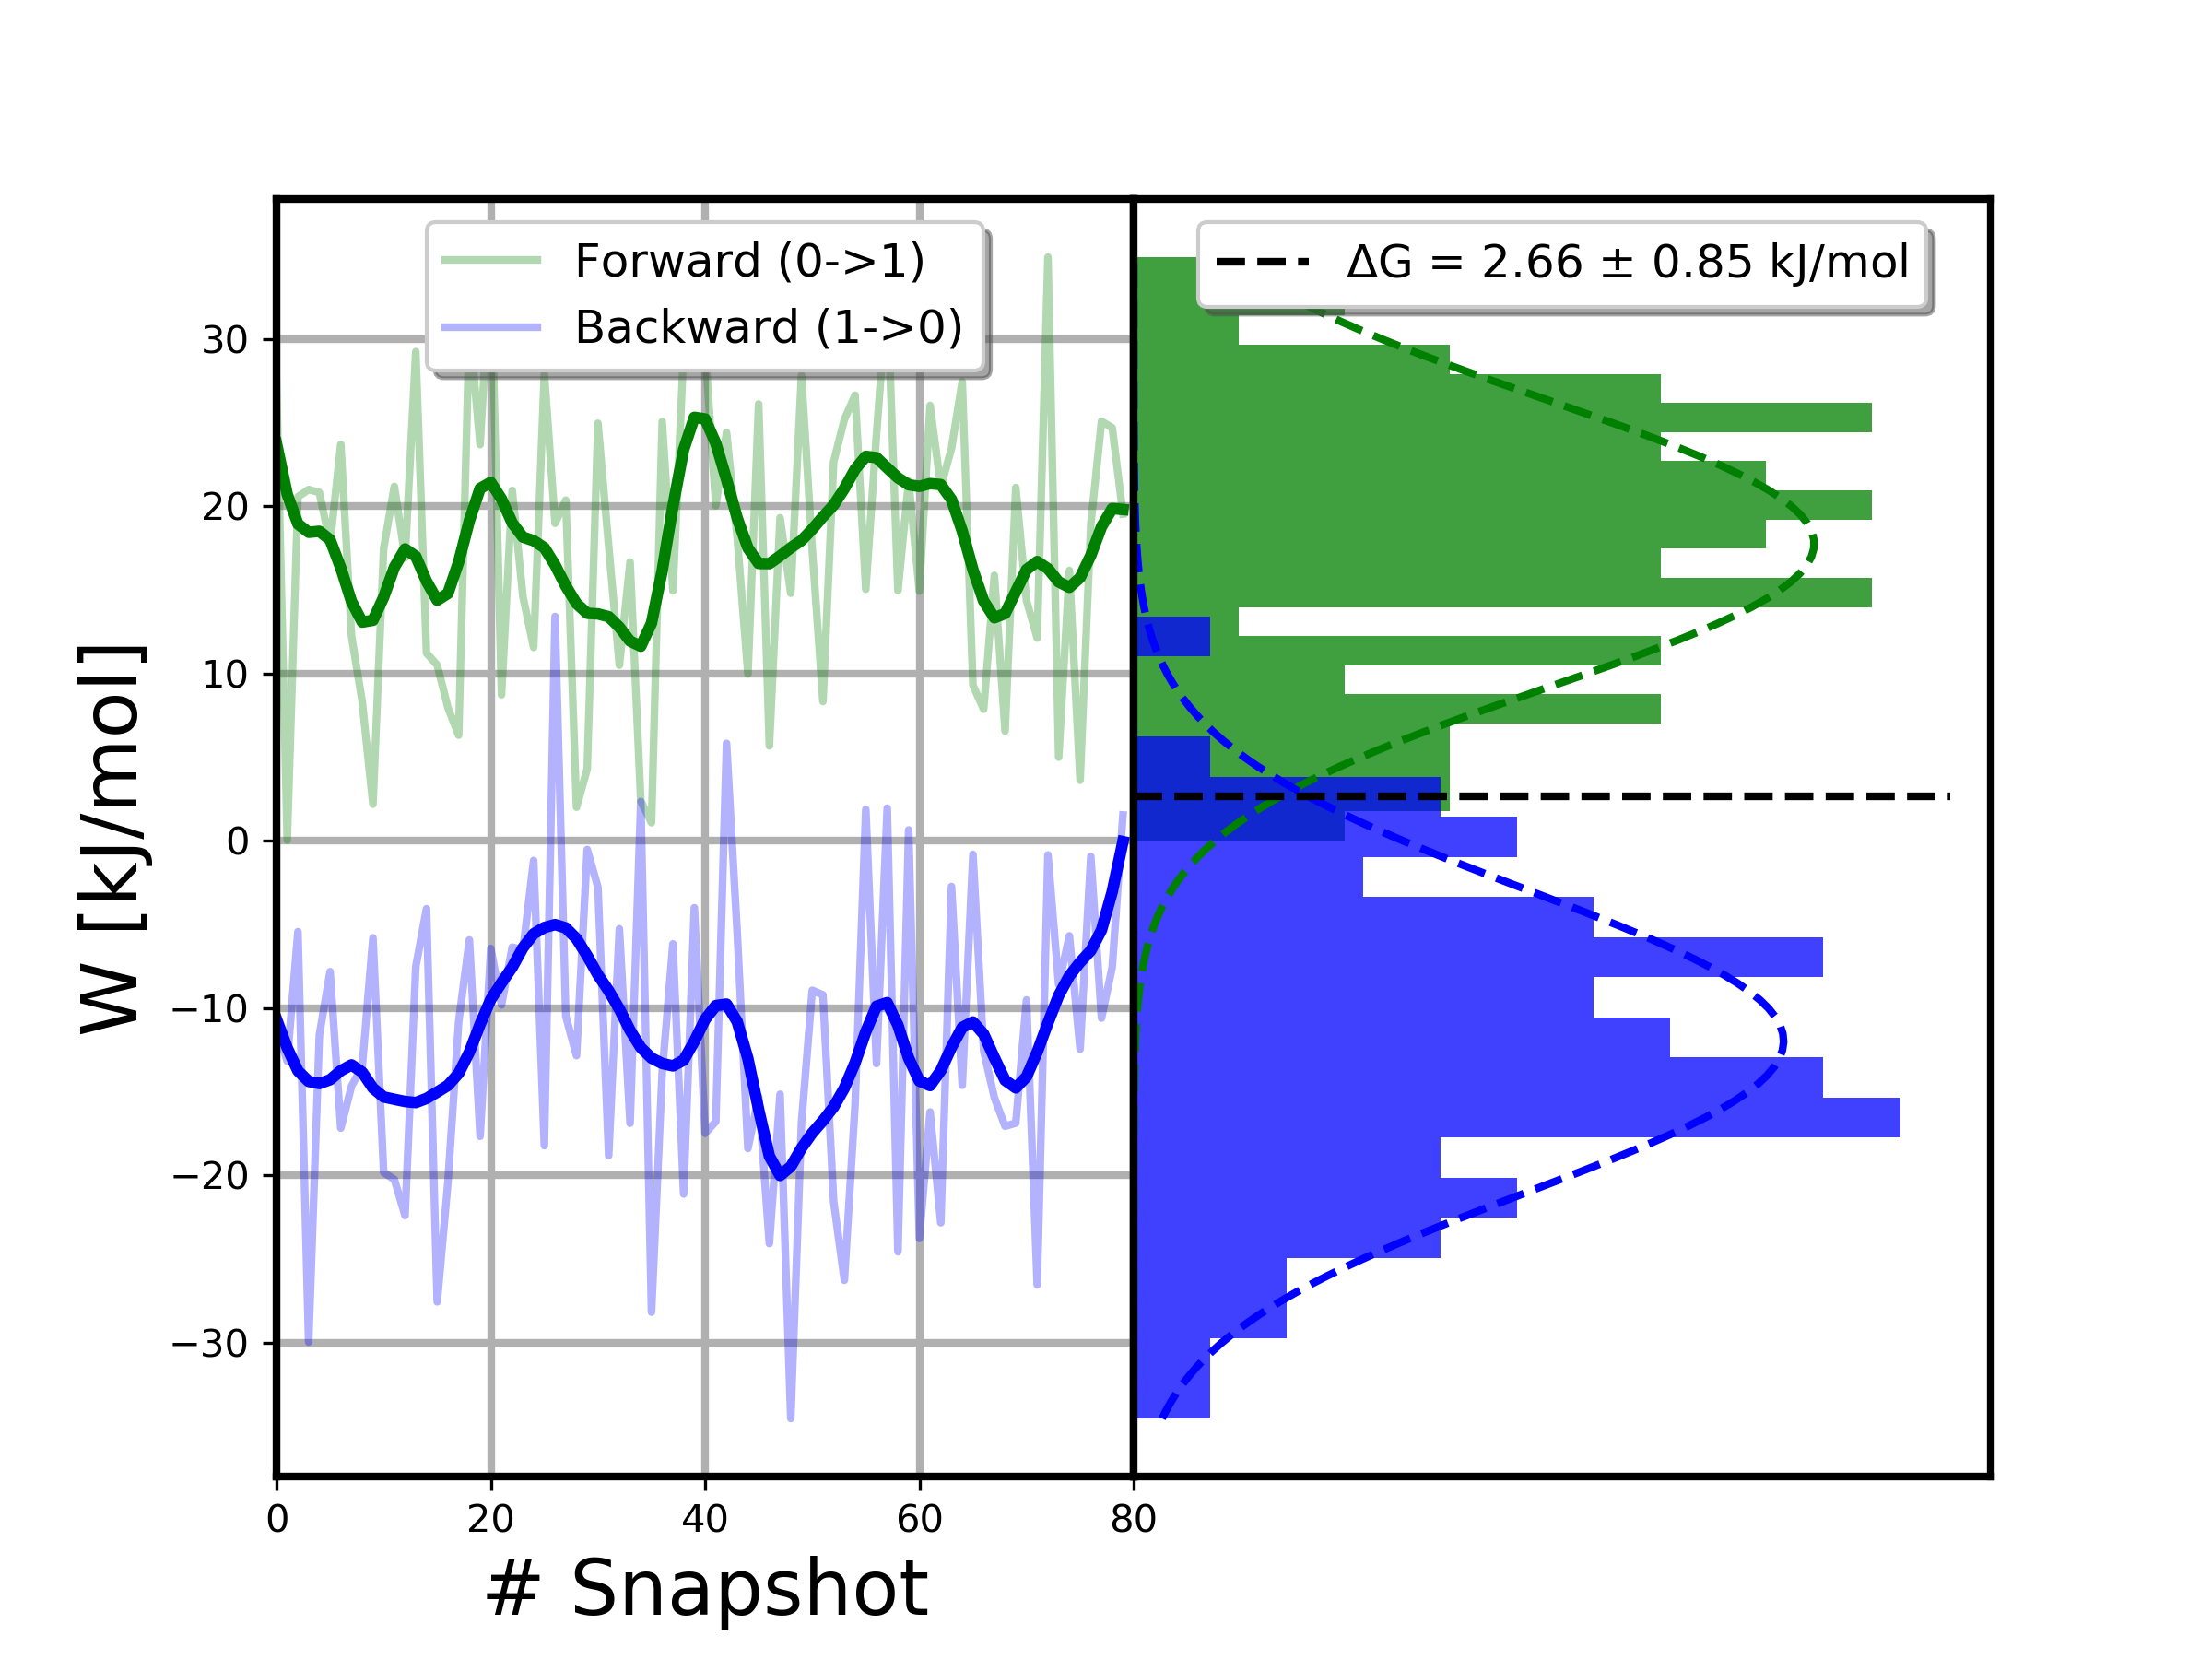 Forward (0->1)
Backward (1->0)
ΔG = 2.66 ± 0.85 kJ/mol
W [kJ/mol]
30
20
10
0
−10
−20
−30
0 20 40 60 80
# Snapshot